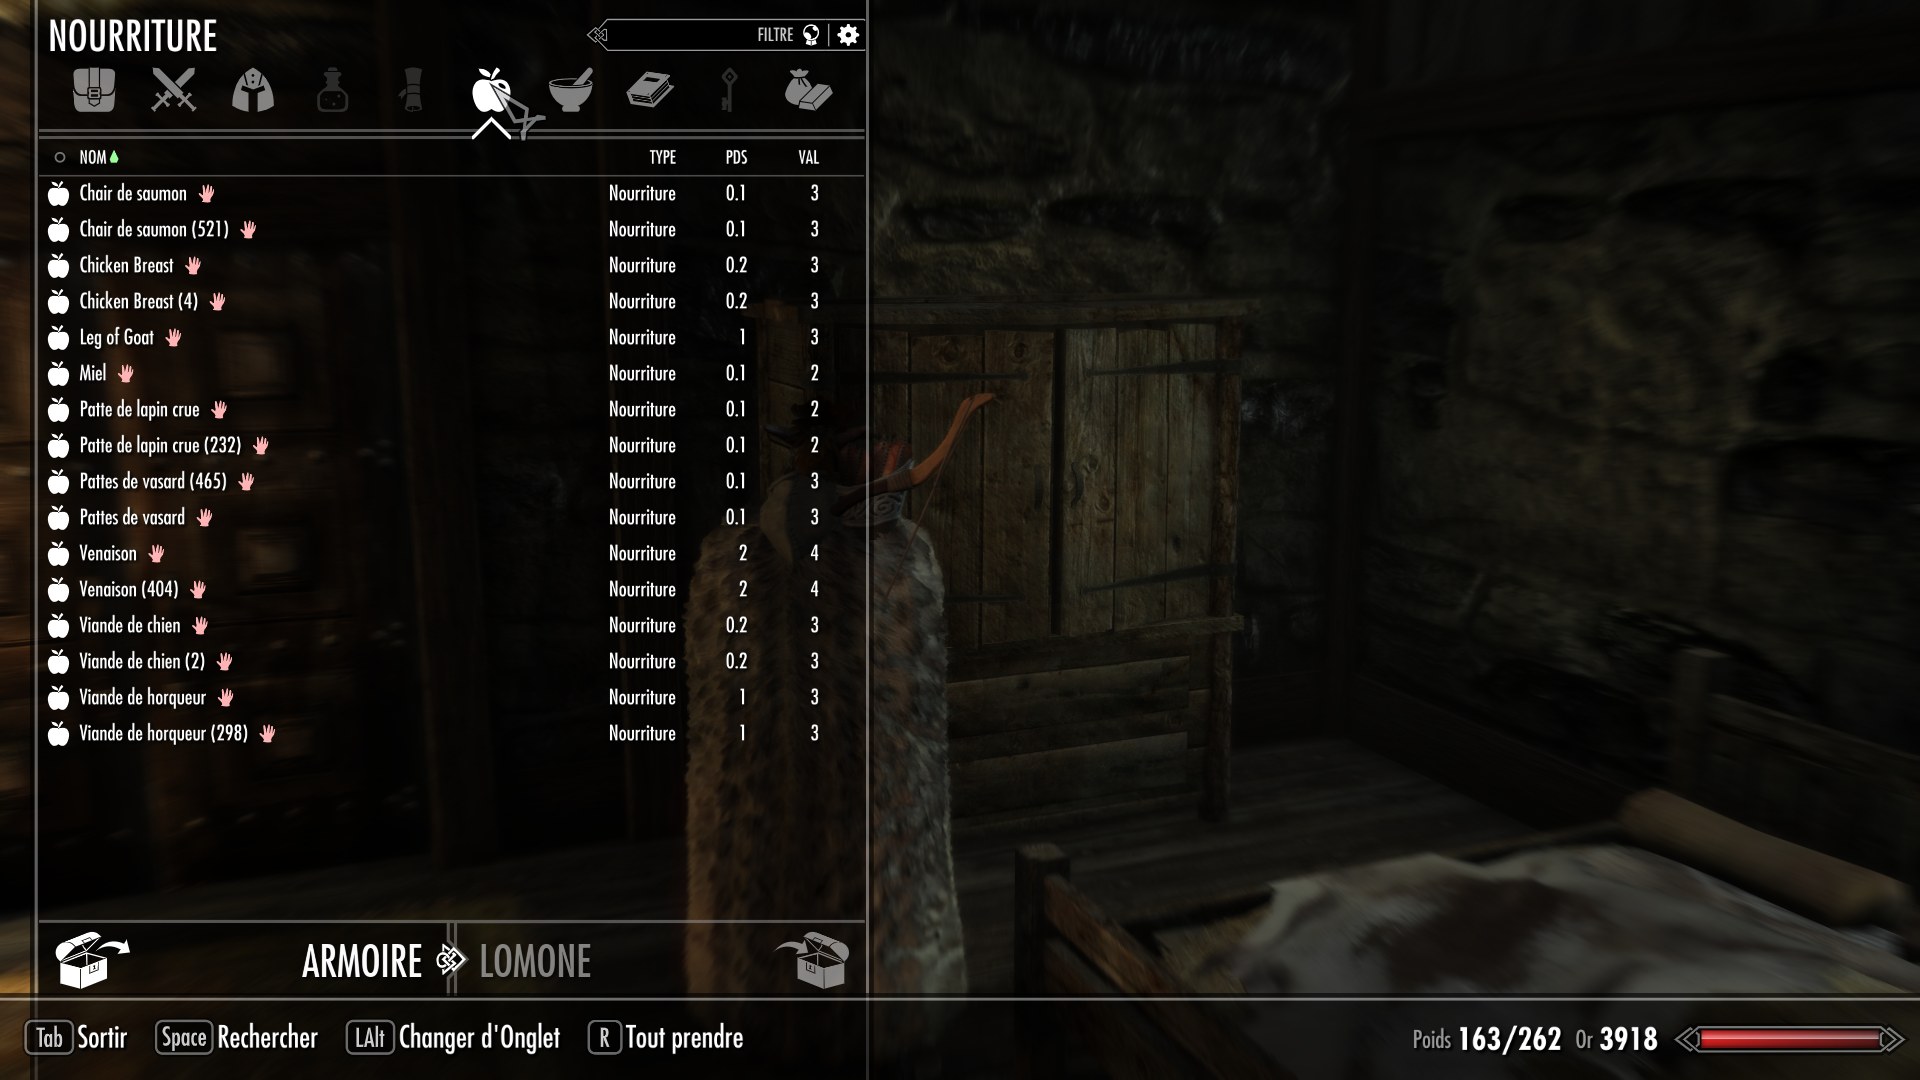 NOURRITURE
FILTRE
NOM TYPE PDS VAL
Chair de saumon Nourriture 0.1 3
Chair de saumon (521) Nourriture 0.1 3
Chicken Breast Nourriture 0.2 3
Chicken Breast (4) Nourriture 0.2 3
Leg of Goat Nourriture 1 3
Miel Nourriture 0.1 2
Patte de lapin crue Nourriture 0.1 2
Patte de lapin crue (232) Nourriture 0.1 2
Pattes de vasard (465) Nourriture 0.1 3
Pattes de vasard Nourriture 0.1 3
Venaison Nourriture 2 4
Venaison (404) Nourriture 2 4
Viande de chien Nourriture 0.2 3
Viande de chien (2) Nourriture 0.2 3
Viande de horqueur Nourriture 1 3
Viande de horqueur (298) Nourriture 1 3
ARMOIRE LOMONE
Tab Sortir Space Rechercher LAlt Changer d'Onglet R Tout prendre Poids 163/262 Or 3918